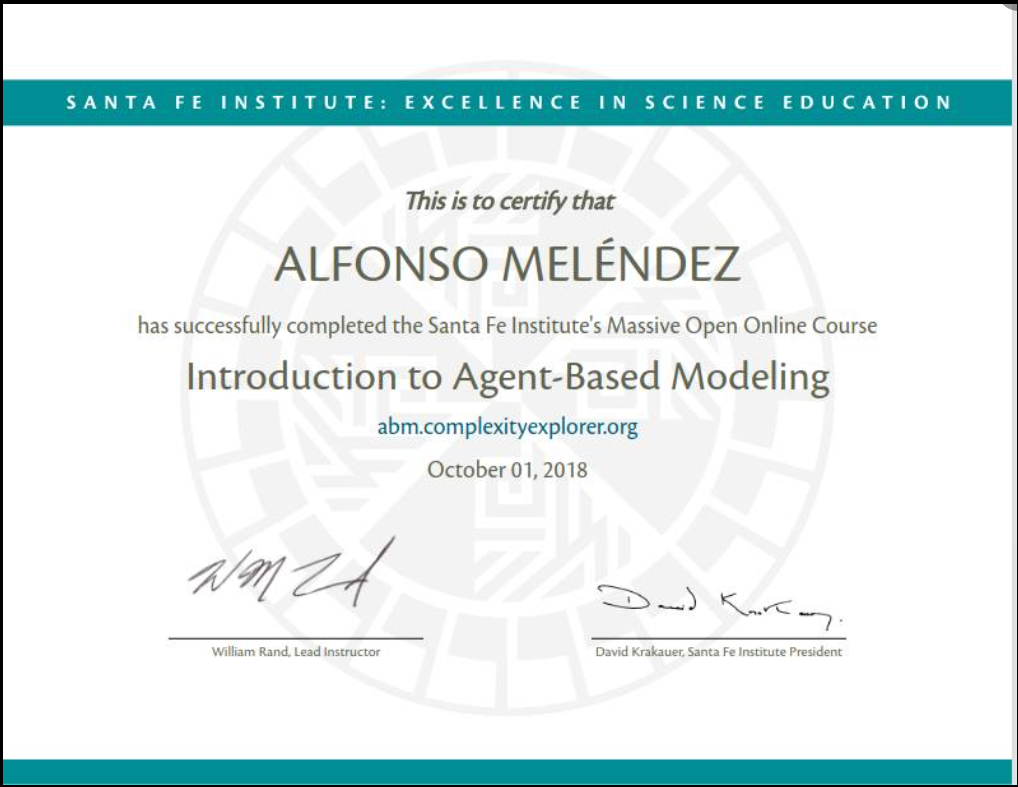 SANTA FE INSTITUTE: EXCELLENCE IN SCIENCE EDUCATION
This is to certify that
ALFONSO MELÉNDEZ
has successfully completed the Santa Fe Institute's Massive Open Online Course
Introduction to Agent-Based Modeling
abm.complexityexplorer.org
October 01, 2018
David Krakauer.
William Rand, Lead Instructor
David Krakauer, Santa Fe Institute President